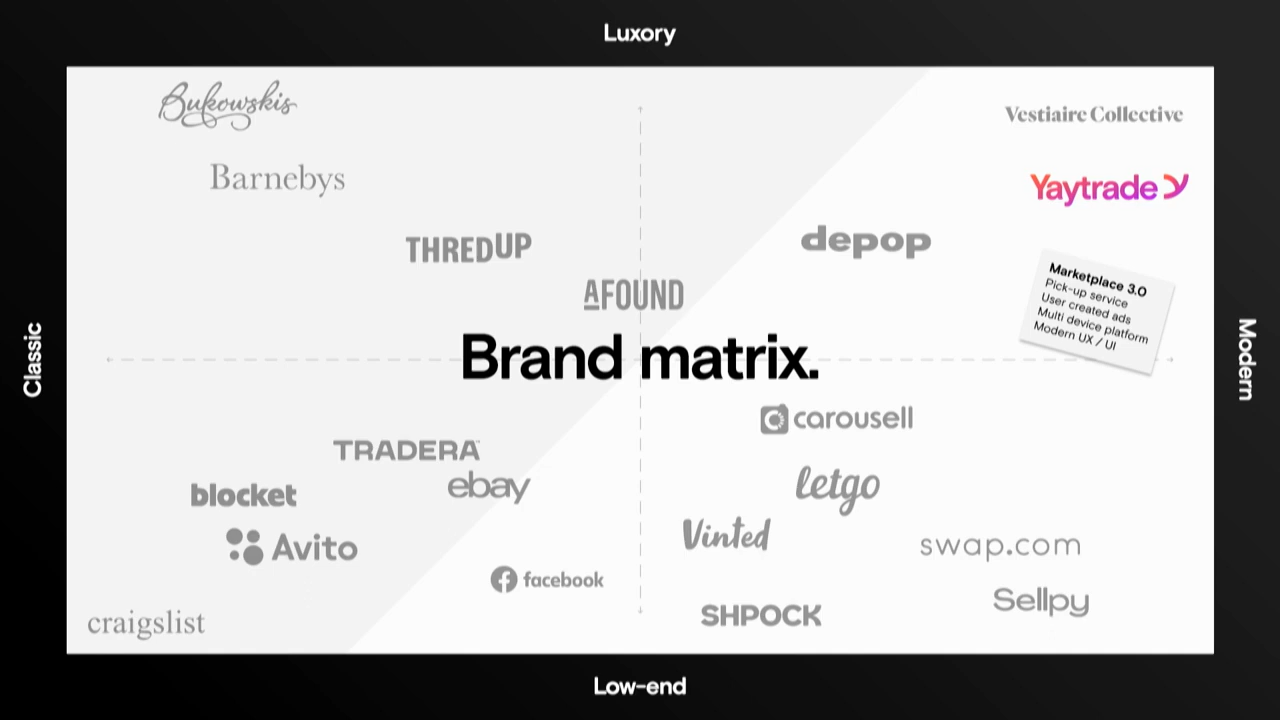 Luxory
Bukowskis
Vestiaire Collective
Barnebys
Yaytrade
THREDUP
depop
AFOUND
Marketplace 3.0
Pick-up service
User created ads
Multi device platform
Modern UX / UI
Classic
Brand matrix.
Modern
carousell
TRADERA
ebay
letgo
blocket
Vinted
Avito
swap.com
facebook
Sellpy
SHPOCK
craigslist
Low-end